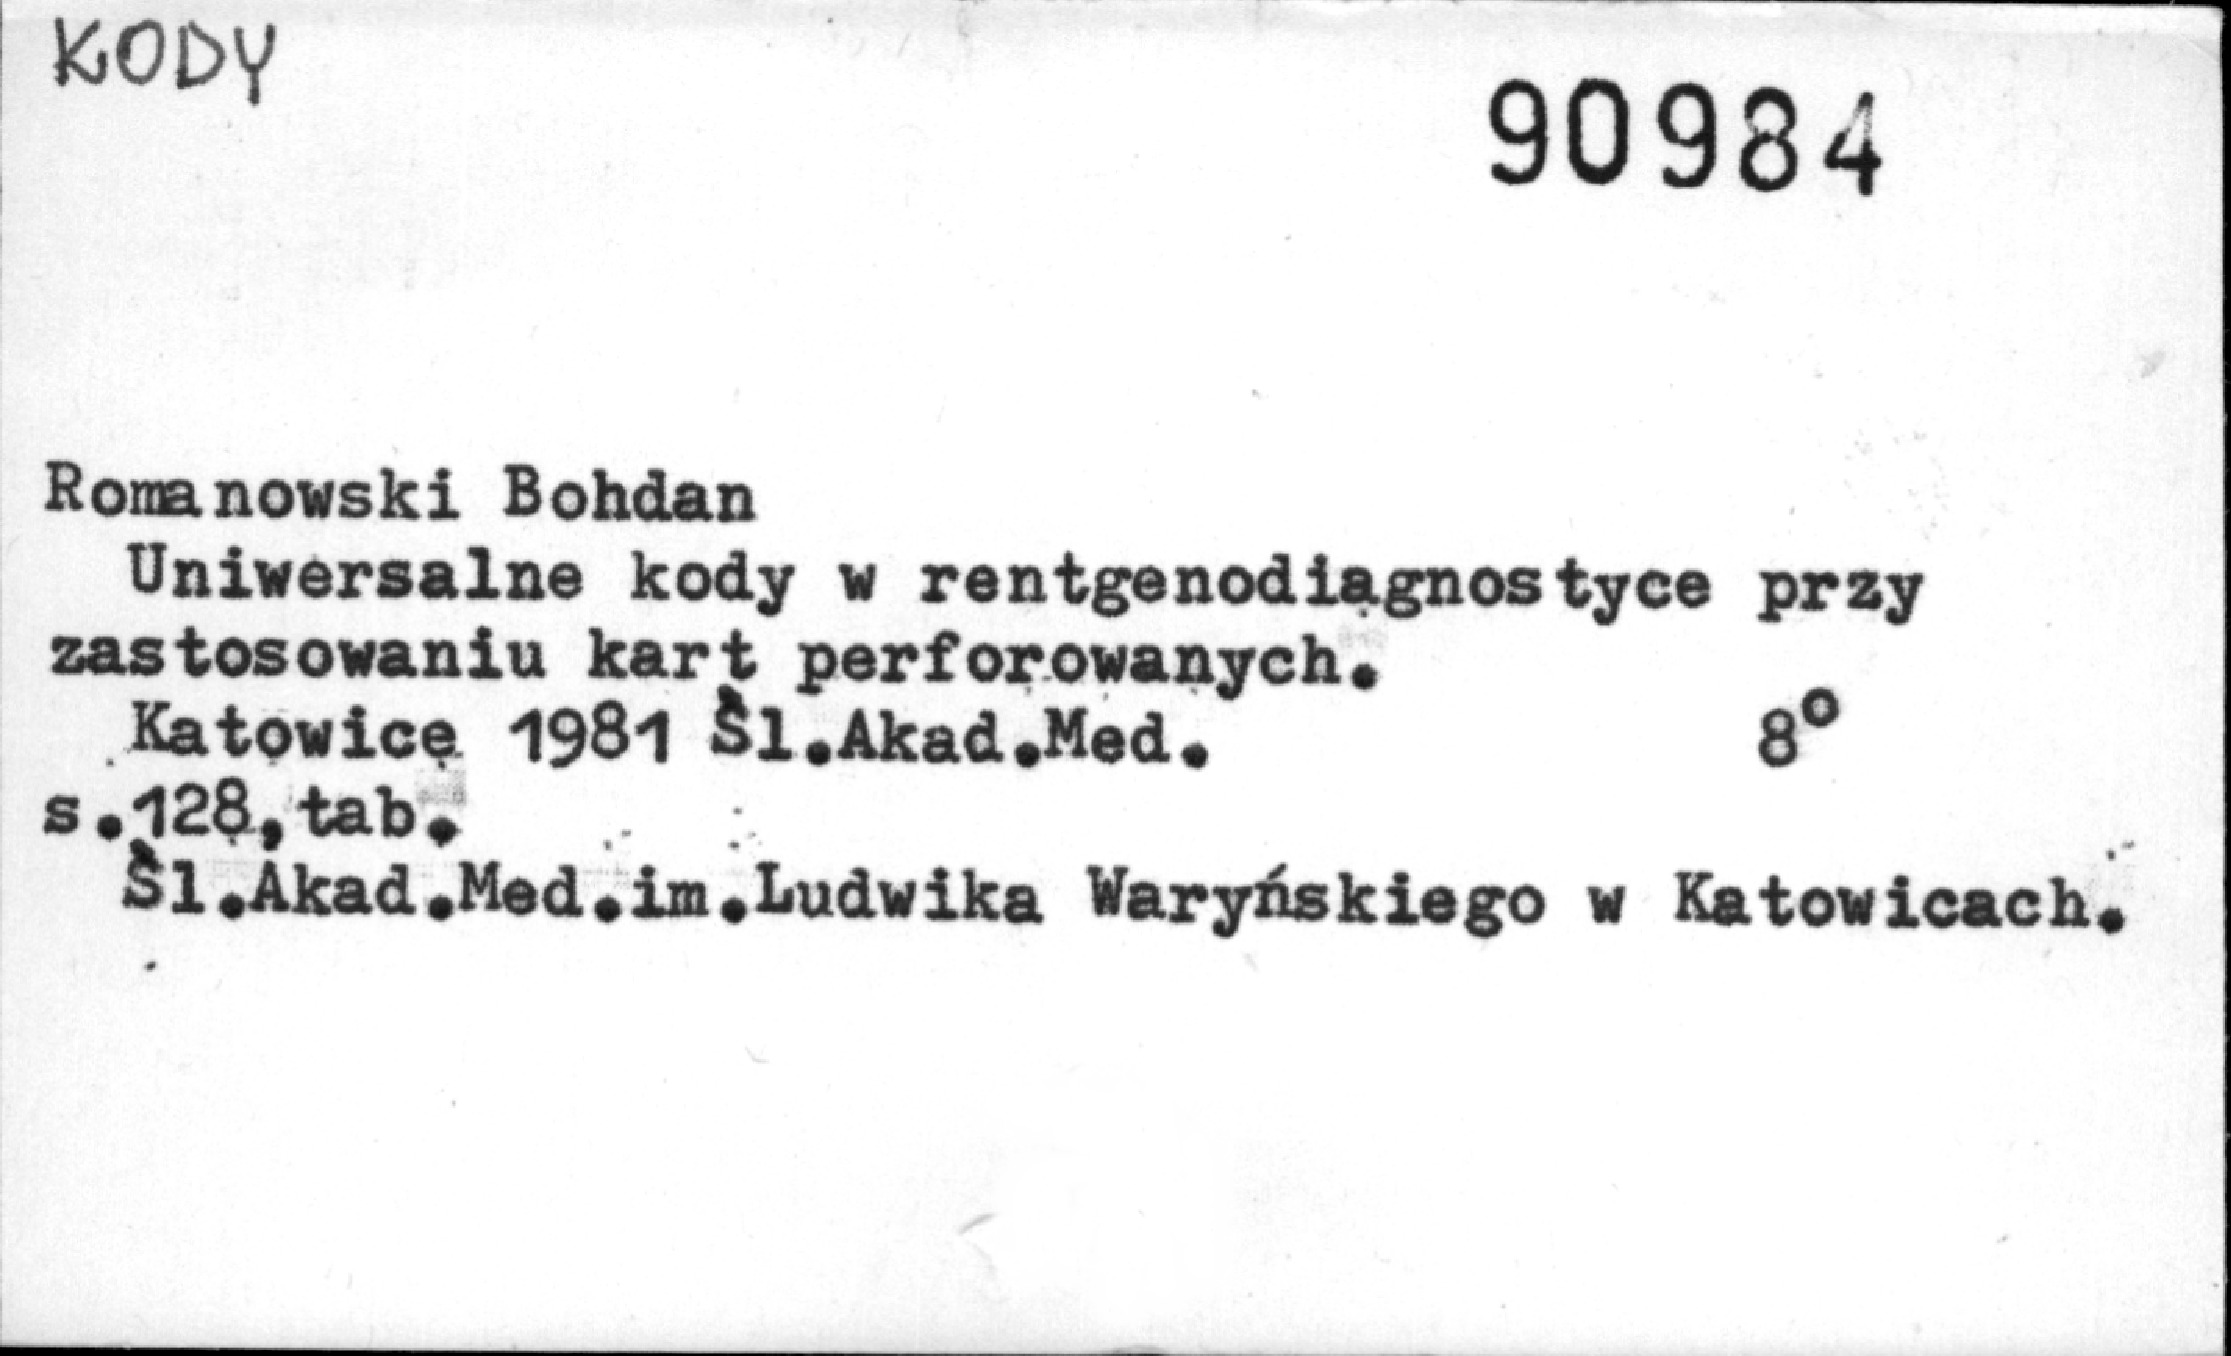 KODY
90984
Romanowski Bohdan
Uniwersalne kody w rentgenodiagnostyce przy
zastosowaniu kart perforowanych.
Katowice 1981 Śl.Akad.Med. 8°
s.128,tab.
Śl.Akad.Med.im.Ludwika Waryńskiego w Katowicach.